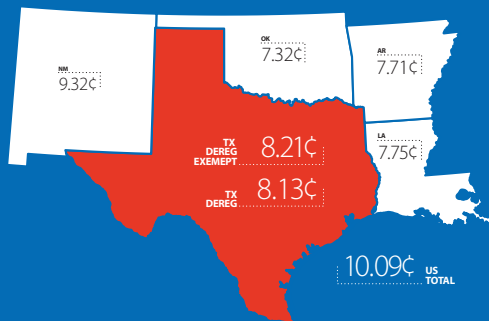 OK
7.32¢
AR
7.71¢
NM
9.32¢
TX
DEREG
EXEMEPT
8.21¢
LA
7.75¢
TX
DEREG
8.13¢
10.09¢
US
TOTAL